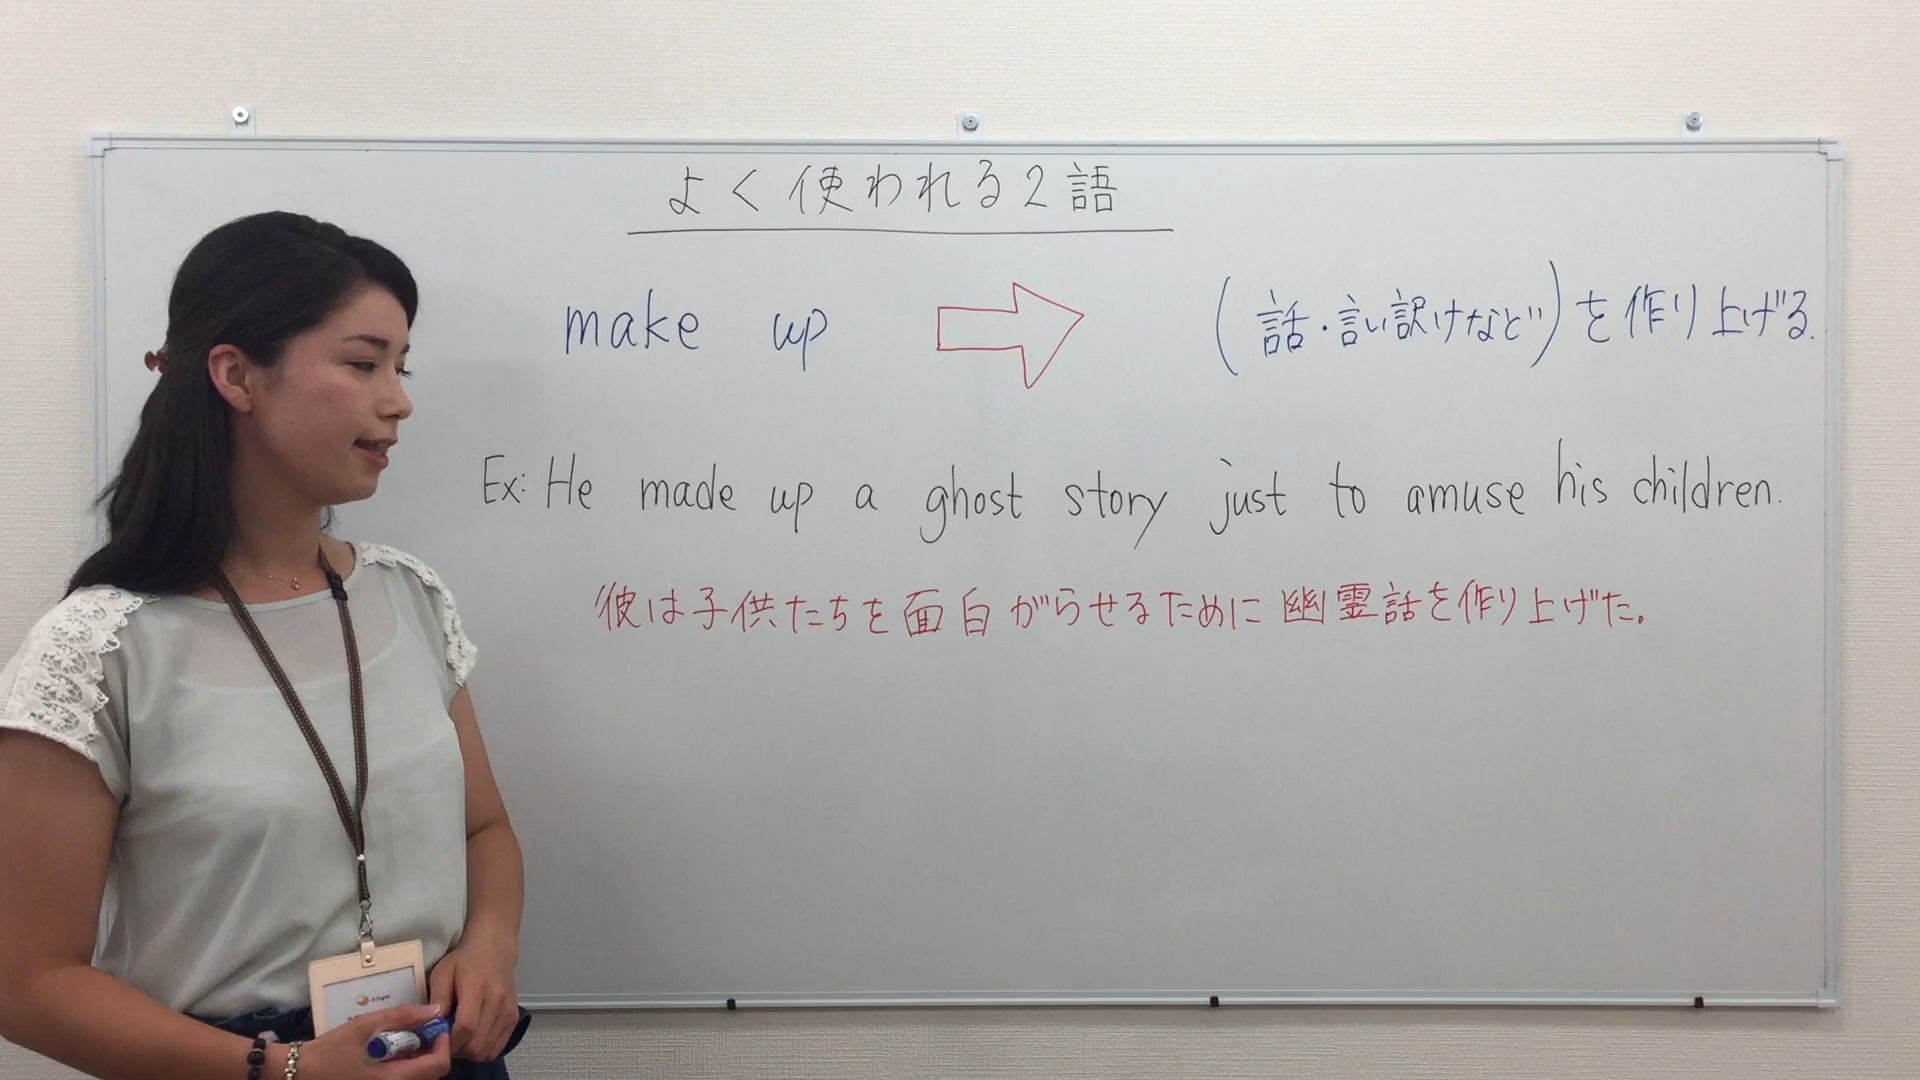 よく使われる2語
make up ⇨ (話・言い訳けなど)を作り上げる.
Ex: He made up a ghost story just to amuse his children.
彼は子供たちを面白がらせるために幽霊話を作り上げた。